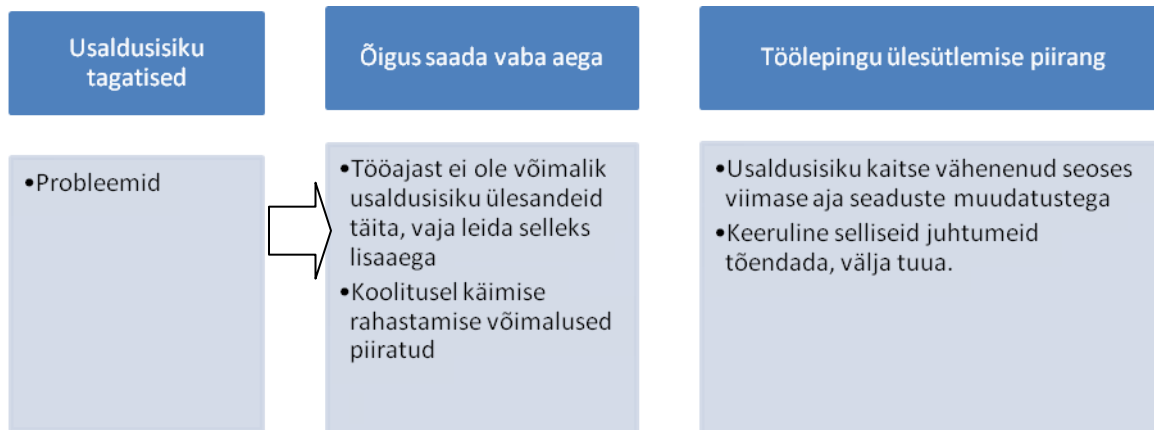 Usaldusisiku
tagatised
•Probleemid
Õigus saada vaba aega
•Tööajast ei ole võimalik
usaldusisiku ülesandeid
täita, vaja leida selleks
lisaaega
•Koolitusel käimise
rahastamise võimalused
piiratud
Töölepingu ülesütlemise piirang
•Usaldusisiku kaitse vähenenud seoses
viimase aja seaduste muudatustega
•Keeruline selliseid juhtumeid
tõendada, välja tuua.